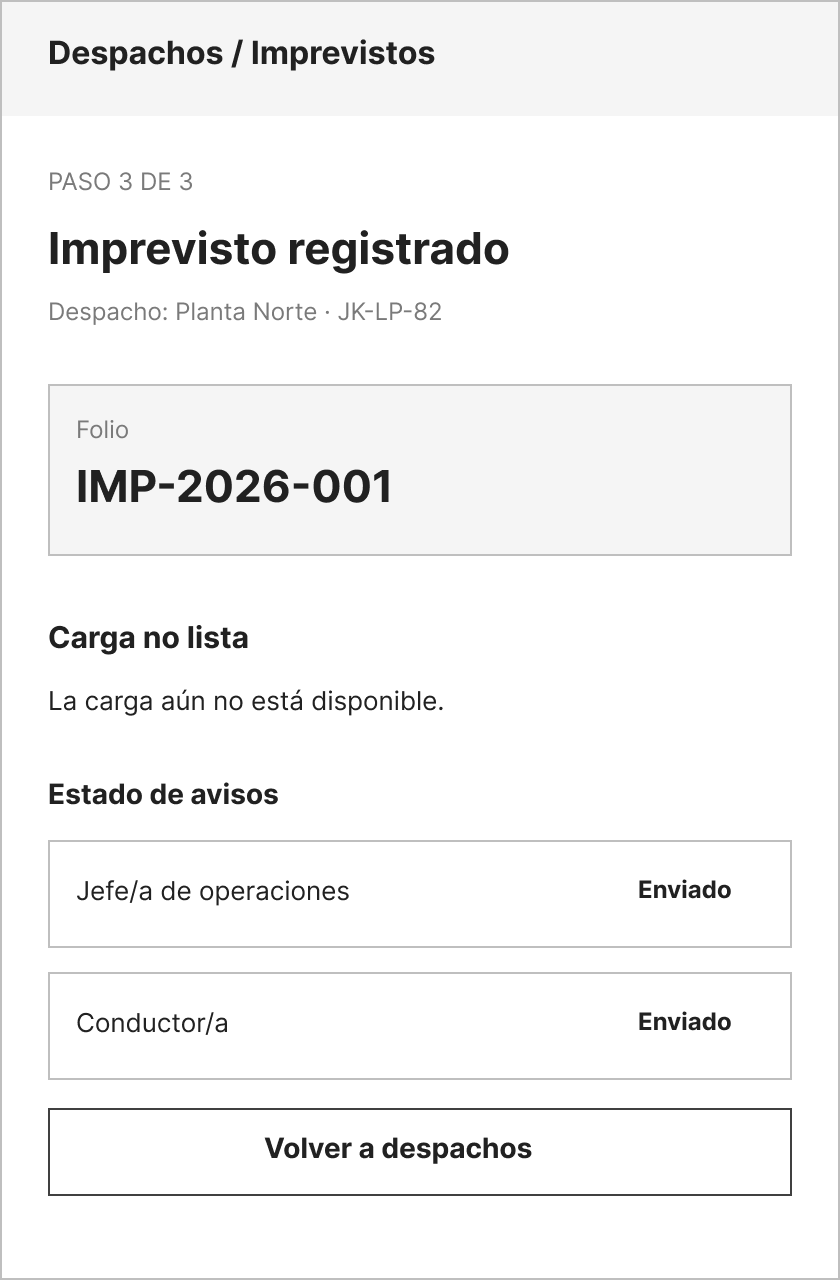 Despachos / Imprevistos
PASO 3 DE 3
Imprevisto registrado
Despacho: Planta Norte · JK-LP-82
Folio
IMP-2026-001
Carga no lista
La carga aún no está disponible.
Estado de avisos
Jefe/a de operaciones Enviado
Conductor/a Enviado
Volver a despachos